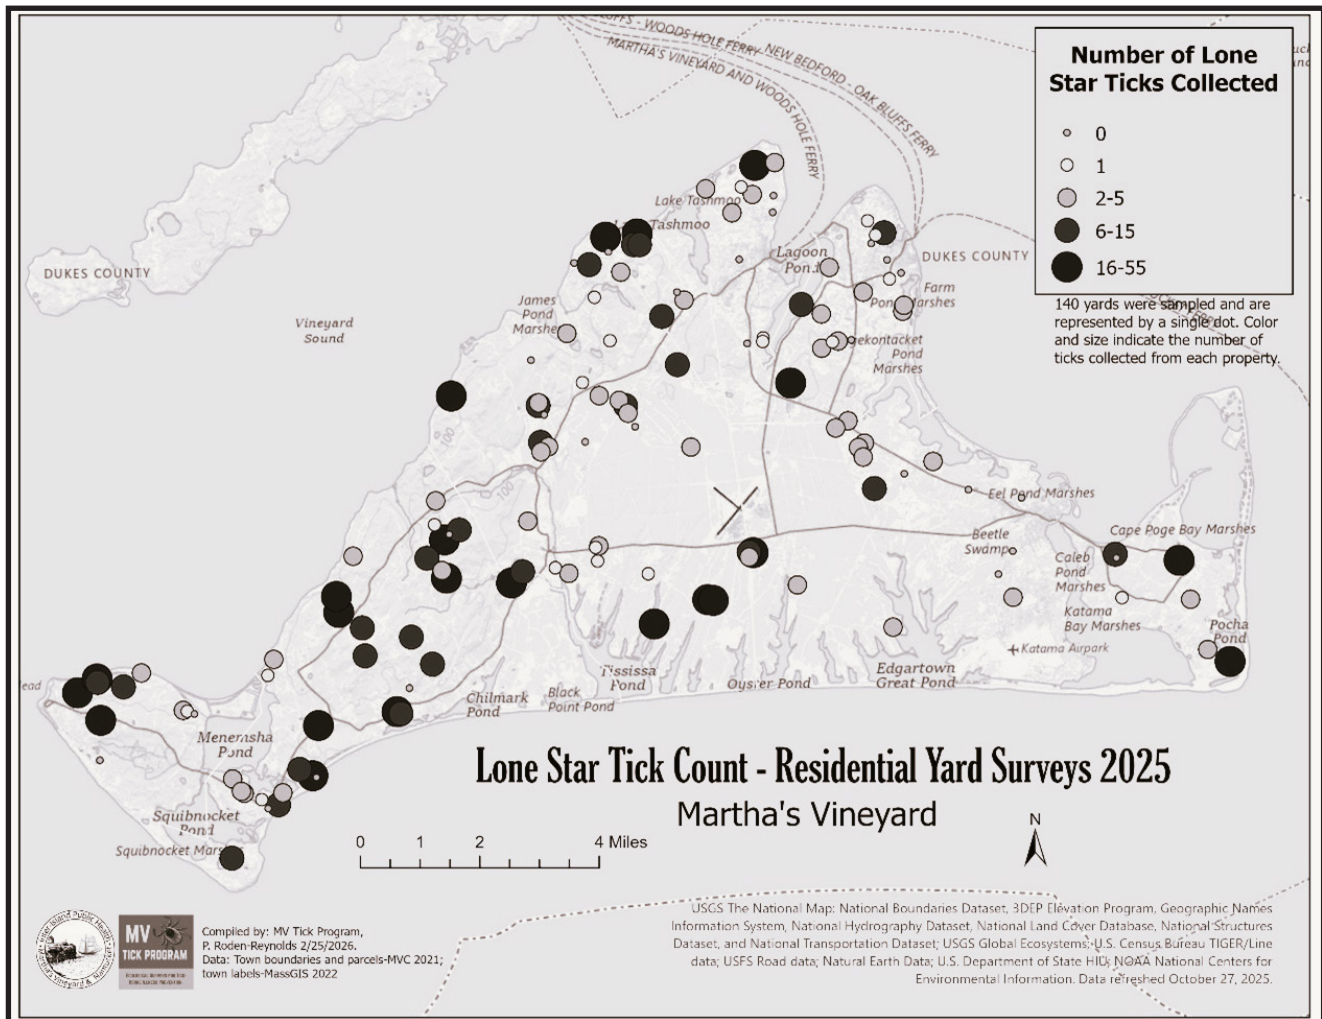 BLUFFS - WOODS HOLE FERRY
NEW BEDFORD - OAK BLUFFS FERRY
MARTHA'S VINEYARD AND WOODS HOLE FERRY
Number of Lone
Star Ticks Collected
0
1
2-5
6-15
16-55
140 yards were sampled and are
represented by a single dot. Color
and size indicate the number of
ticks collected from each property.
DUKES COUNTY
Vineyard
Sound
Lake Tashmoo
Tashmoo
Lagoon
Pond
DUKES COUNTY
Farm
Pond Marshes
James
Pond
Marshes
Pond
Marshes
100
100
Eel Pond Marshes
Beetle
Swamp
Cape Poge Bay Marshes
Caleb
Pond
Marshes
Katama
Bay Marshes
Pocha
Pond
Katama Airpark
Edgartown
Great Pond
Oyster Pond
Tississa
Pond
Black
Point Pond
Chilmark
Pond
Menemsha
Pond
Squibnocket
Pond
Squibnocket Mars
Lone Star Tick Count - Residential Yard Surveys 2025
Martha's Vineyard
0 1 2 4 Miles
N
MV
TICK PROGRAM
Compiled by: MV Tick Program,
P. Roden-Reynolds 2/25/2026.
Data: Town boundaries and parcels-MVC 2021;
town labels-MassGIS 2022
USGS The National Map: National Boundaries Dataset, 3DEP Elevation Program, Geographic Names
Information System, National Hydrography Dataset, National Land Cover Database, National Structures
Dataset, and National Transportation Dataset; USGS Global Ecosystems; U.S. Census Bureau TIGER/Line
data; USFS Road data; Natural Earth Data; U.S. Department of State HIU; NOAA National Centers for
Environmental Information. Data refreshed October 27, 2025.